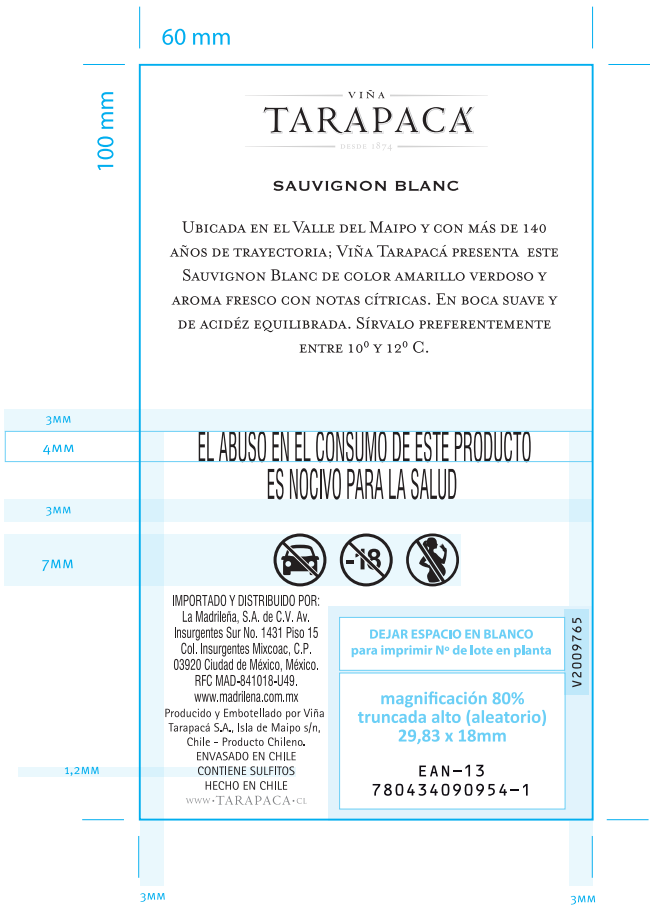 60 mm
100 mm
VIÑA
TARAPACÁ
DESDE 1874
SAUVIGNON BLANC
UBICADA EN EL VALLE DEL MAIPO Y CON MÁS DE 140
AÑOS DE TRAYECTORIA; VIÑA TARAPACÁ PRESENTA ESTE
SAUVIGNON BLANC DE COLOR AMARILLO VERDOSO Y
AROMA FRESCO CON NOTAS CÍTRICAS. EN BOCA SUAVE Y
DE ACIDÉZ EQUILIBRADA. SÍRVALO PREFERENTEMENTE
ENTRE 10º Y 12º C.
3MM
4MM
EL ABUSO EN EL CONSUMO DE ESTE PRODUCTO
ES NOCIVO PARA LA SALUD
3MM
7MM
-18
IMPORTADO Y DISTRIBUIDO POR:
La Madrileña, S.A. de C.V. Av.
Insurgentes Sur No. 1431 Piso 15
Col. Insurgentes Mixcoac, C.P.
03920 Ciudad de México, México.
RFC MAD-841018-U49.
www.madrilena.com.mx
Producido y Embotellado por Viña
Tarapacá S.A., Isla de Maipo s/n,
Chile - Producto Chileno.
ENVASADO EN CHILE
1,2MM
CONTIENE SULFITOS
HECHO EN CHILE
WWW·TARAPACA·CL
DEJAR ESPACIO EN BLANCO
para imprimir Nº de lote en planta
V2009765
magnificación 80%
truncada alto (aleatorio)
29,83 x 18mm
EAN-13
780434090954-1
3MM
3MM